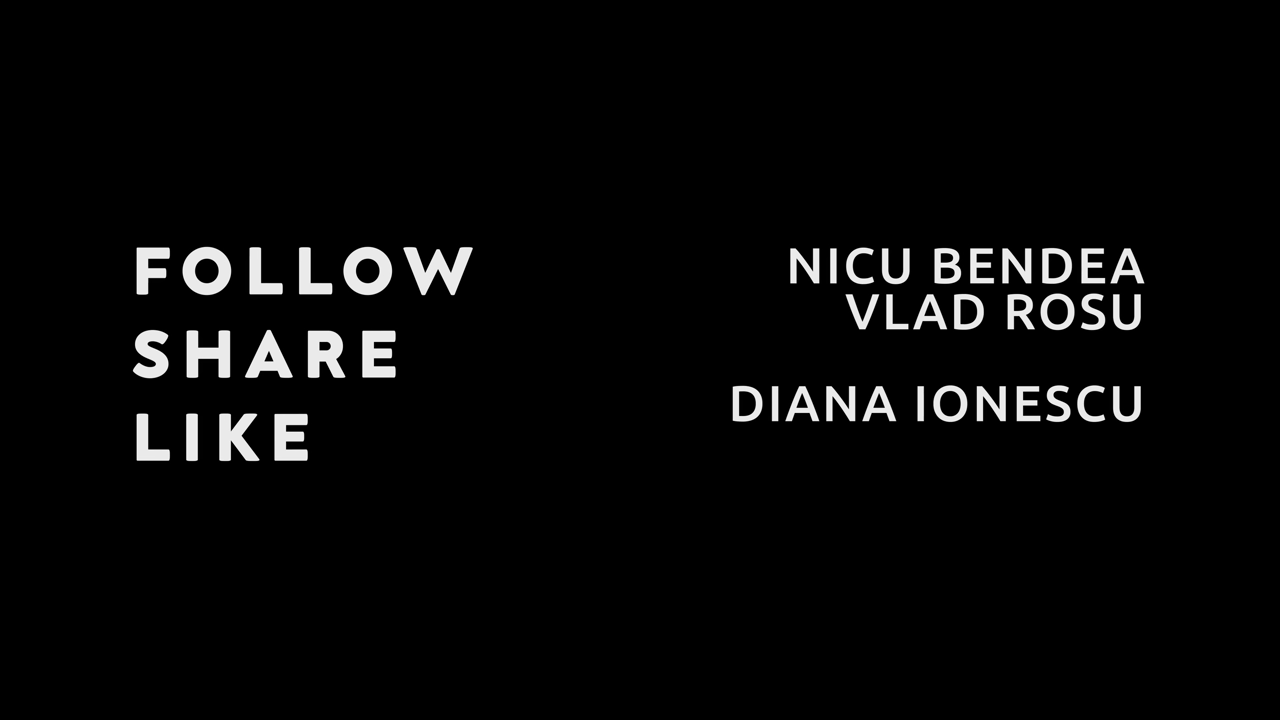 FOLLOW
SHARE
LIKE
NICU BENDEA
VLAD ROSU
DIANA IONESCU